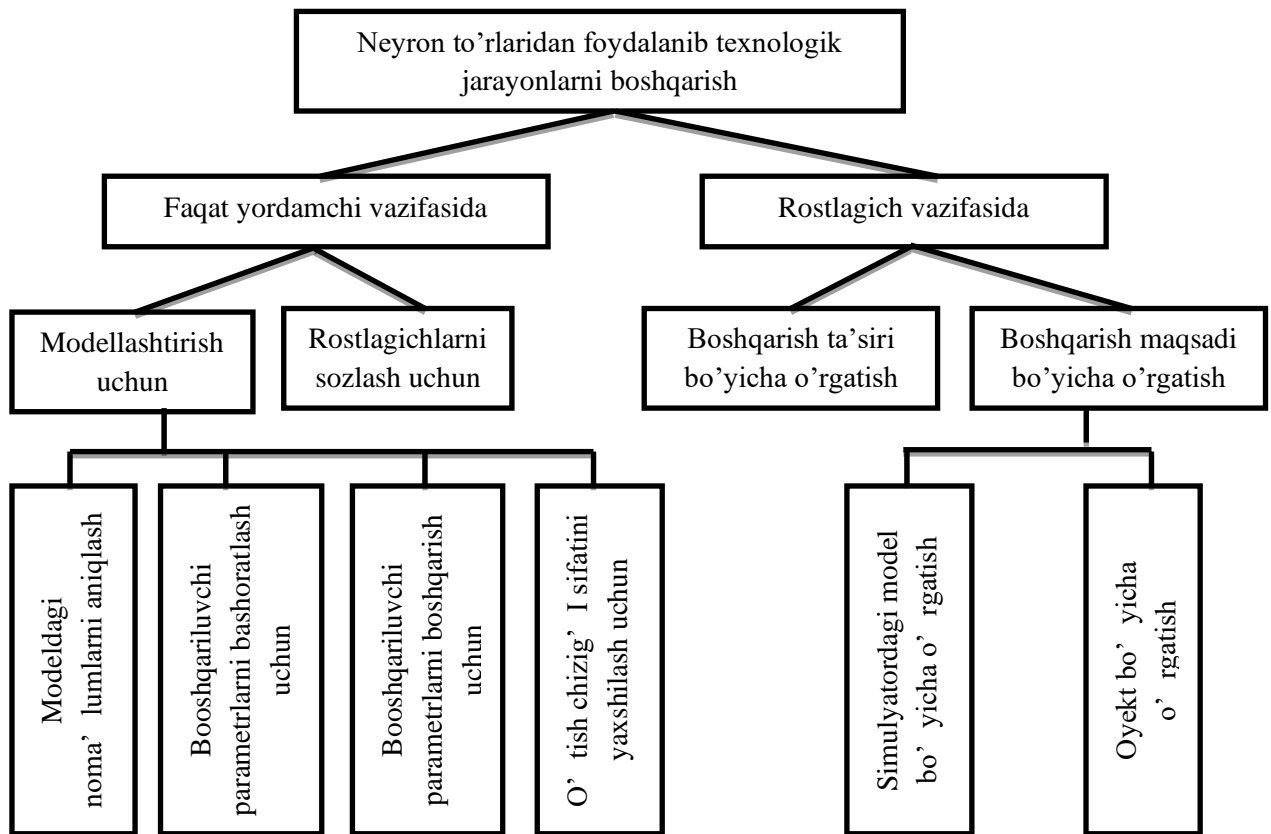 Neyron to’rlaridan foydalanib texnologik
jarayonlarni boshqarish
Faqat yordamchi vazifasida
Rostlagich vazifasida
Modellashtirish
uchun
Rostlagichlarni
sozlash uchun
Boshqarish ta’siri
bo’yicha o’rgatish
Boshqarish maqsadi
bo’yicha o’rgatish
Modeldagi
noma’ lumlarni aniqlash
Booshqariluvchi
parametrlarni bashoratlash
uchun
Booshqariluvchi
parametrlarni boshqarish
uchun
O’ tish chizig’ I sifatini
yaxshilash uchun
Simulyatordagi model
bo’ yicha o’ rgatish
Oyekt bo’ yicha
o’ rgatish